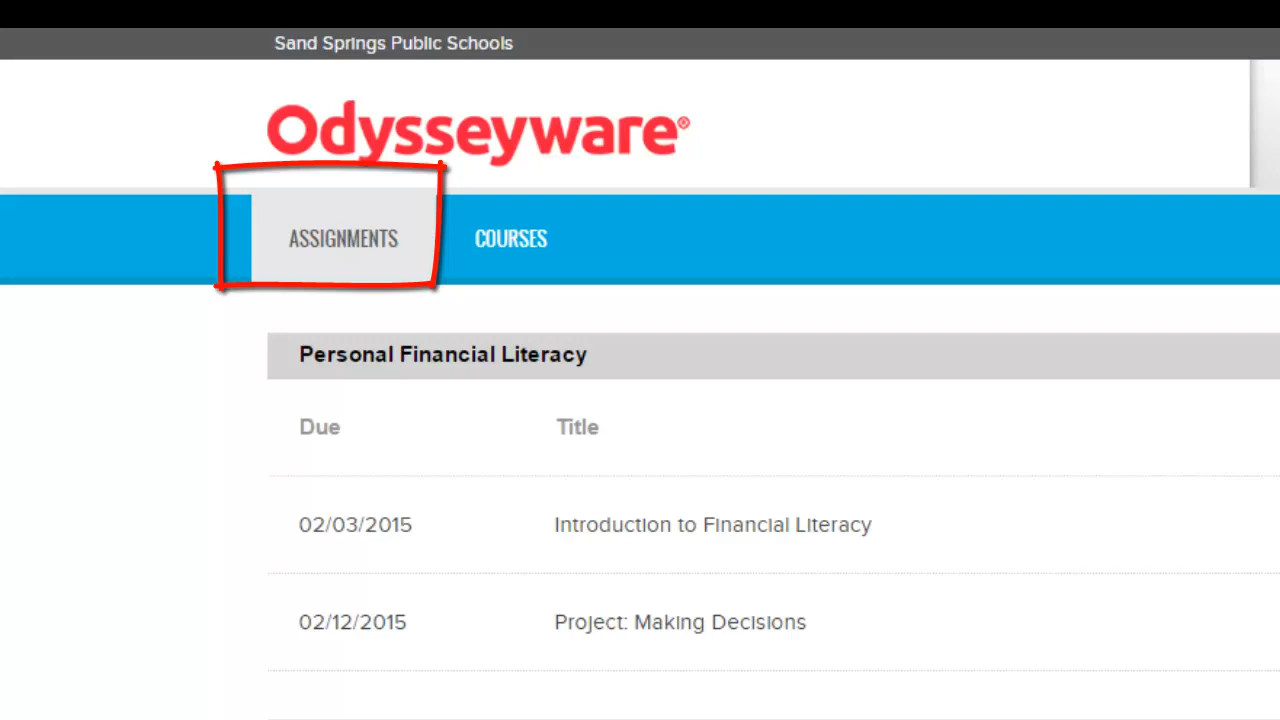 Sand Springs Public Schools
Odysseyware®
ASSIGNMENTS COURSES
Personal Financial Literacy
Due Title
02/03/2015 Introduction to Financial Literacy
02/12/2015 Project: Making Decisions